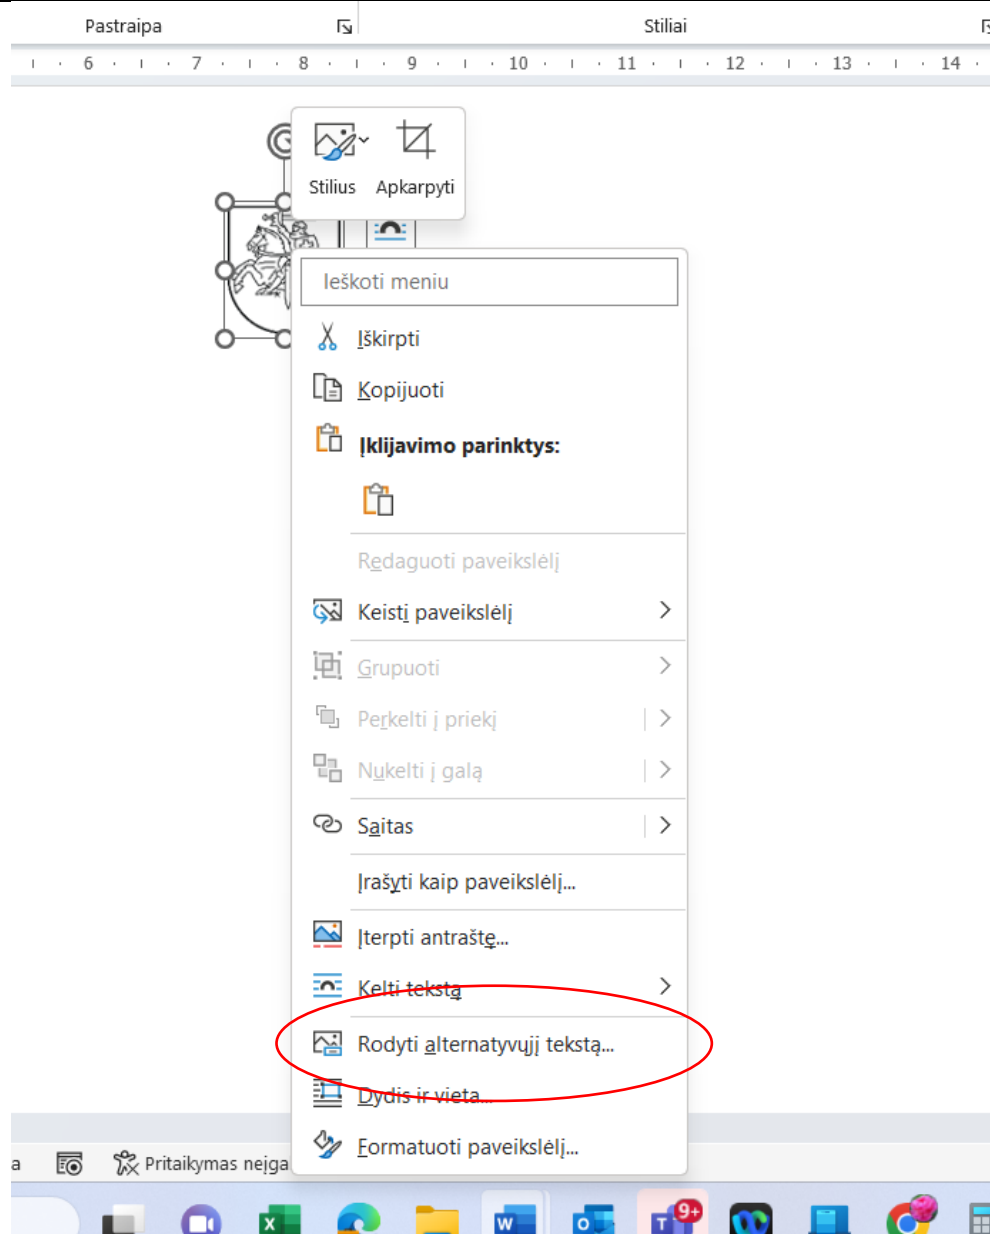 Pastraipa
Stiliai
6 7 8 9 10 11 12 13 14
Stilius Apkarpyti
Ieškoti meniu
Iškirpti
Kopijuoti
Įklijavimo parinktys:
Redaguoti paveikslėlį
Keisti paveikslėlį
Grupuoti
Perkelti į priekį
Nukelti į galą
Saitas
Įrašyti kaip paveikslėlį...
Įterpti antraštę...
Kelti tekstą
Rodyti alternatyvųjį tekstą...
Dydis ir vieta...
Formatuoti paveikslėlį...
a
Pritaikymas neįga
X
W
O
T
9+